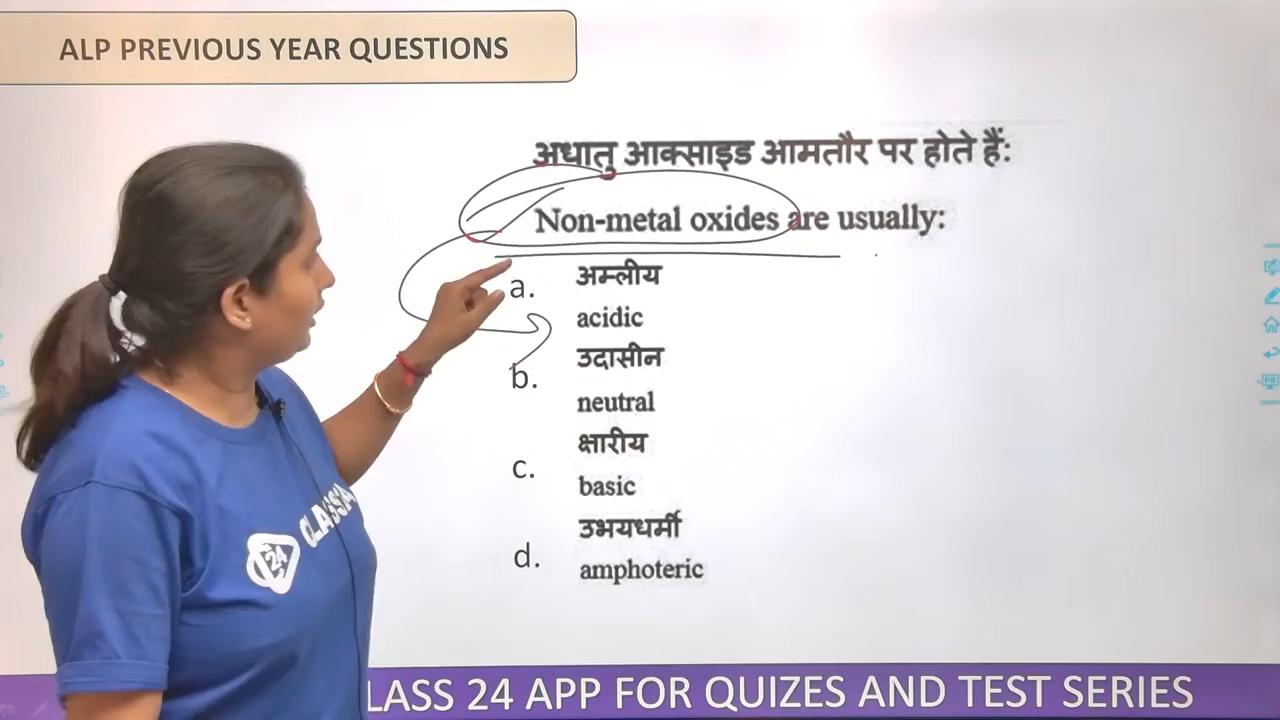 ALP PREVIOUS YEAR QUESTIONS
अधातु आक्साइड आमतौर पर होते हैं:
Non-metal oxides are usually:
a. अम्लीय
acidic
b. उदासीन
neutral
c. क्षारीय
basic
d. उभयधर्मी
amphoteric
24
LASS 24 APP FOR QUIZES AND TEST SERIES